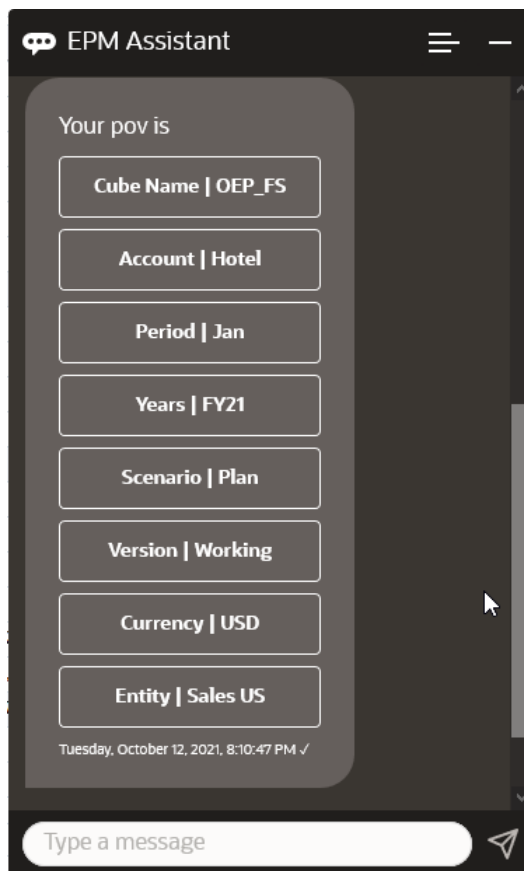 EPM Assistant
Your pov is
Cube Name | OEP_FS
Account | Hotel
Period | Jan
Years | FY21
Scenario | Plan
Version | Working
Currency | USD
Entity | Sales US
Tuesday, October 12, 2021, 8:10:47 PM ✓
Type a message